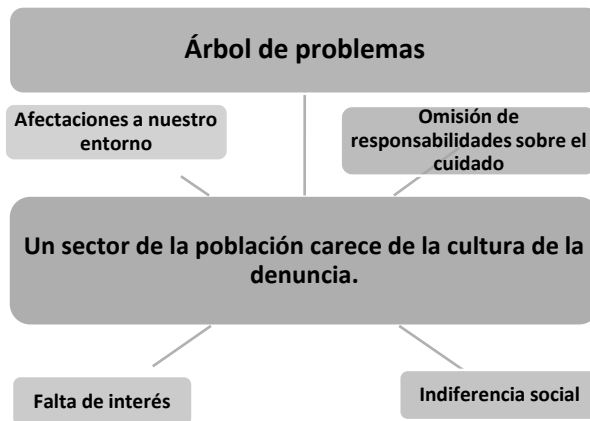 Árbol de problemas
Afectaciones a nuestro
entorno
Omisión de
responsabilidades sobre el
cuidado
Un sector de la población carece de la cultura de la
denuncia.
Falta de interés
Indiferencia social